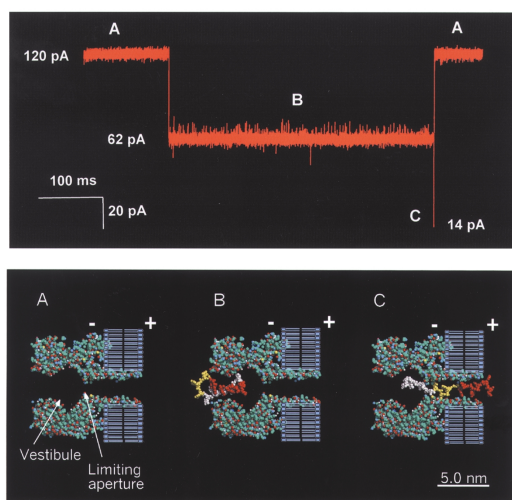 A
A
120 pA
B
62 pA
100 ms
20 pA
C
14 pA
A
B
C
- +
- +
- +
Vestibule
Limiting
aperture
5.0 nm